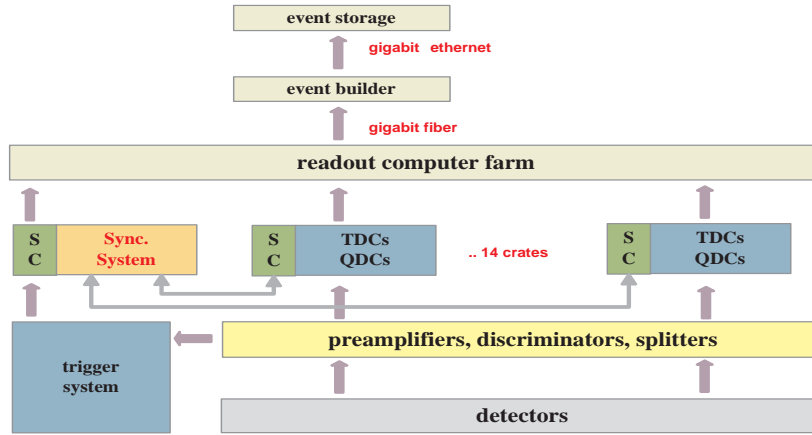 event storage
gigabit ethernet
event builder
gigabit fiber
readout computer farm
S
C
Sync.
System
S
C
TDCs
QDCs
.. 14 crates
S
C
TDCs
QDCs
trigger
system
preamplifiers, discriminators, splitters
detectors